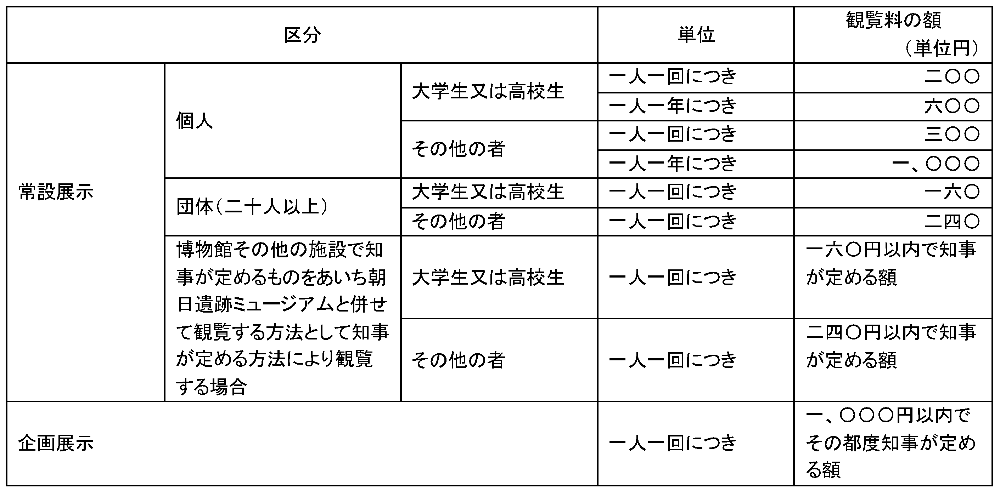 区分
単位
観覧料の額
（単位円）
常設展示
個人
大学生又は高校生
一人一回につき
二〇〇
一人一年につき
六〇〇
その他の者
一人一回につき
三〇〇
一人一年につき
一、〇〇〇
団体（二十人以上）
大学生又は高校生
一人一回につき
一六〇
その他の者
一人一回につき
二四〇
博物館その他の施設で知
事が定めるものをあいち朝
日遺跡ミュージアムと併せ
て観覧する方法として知事
が定める方法により観覧
する場合
大学生又は高校生
一人一回につき
一六〇円以内で知事
が定める額
その他の者
一人一回につき
二四〇円以内で知事
が定める額
企画展示
一人一回につき
一、〇〇〇円以内で
その都度知事が定め
る額